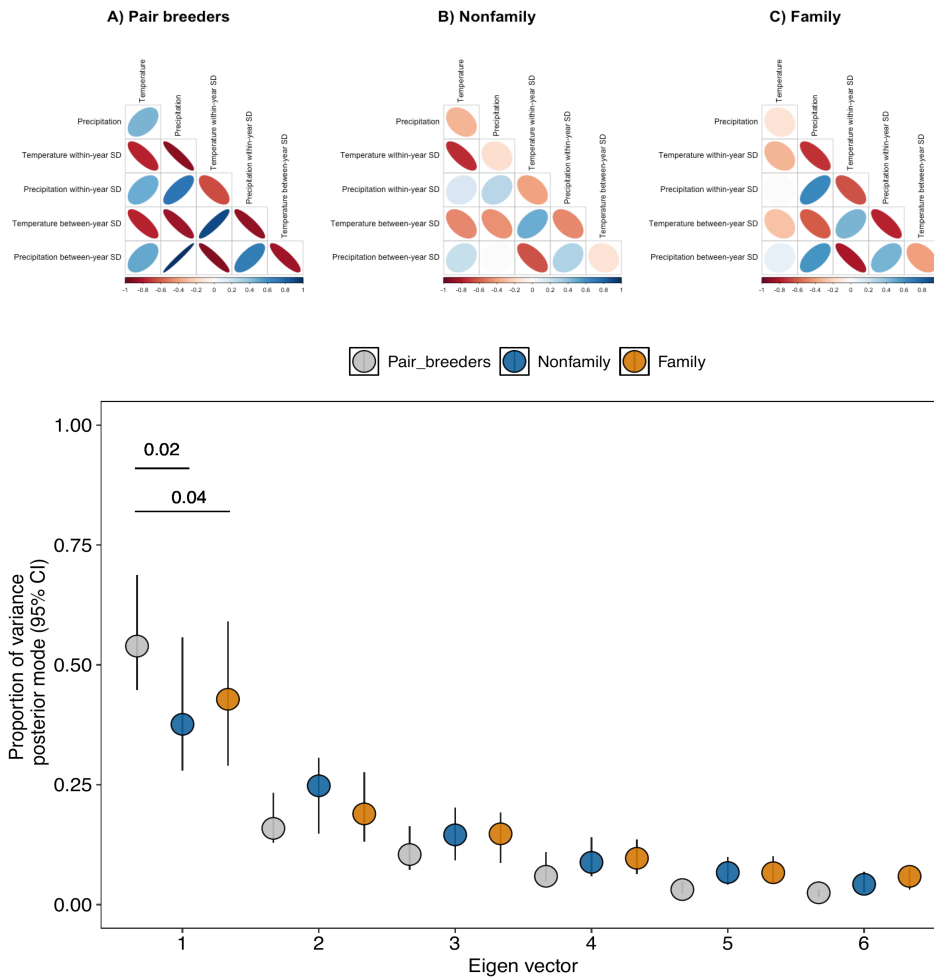 A) Pair breeders
B) Nonfamily
C) Family
Temperature
Precipitation
Temperature within-year SD
Precipitation within-year SD
Temperature between-year SD
Precipitation
Temperature within-year SD
Precipitation within-year SD
Temperature between-year SD
Precipitation between-year SD
-1 -0.8 -0.6 -0.4 -0.2 0 0.2 0.4 0.6 0.8 1
Temperature
Precipitation
Temperature within-year SD
Precipitation within-year SD
Temperature between-year SD
Precipitation
Temperature within-year SD
Precipitation within-year SD
Temperature between-year SD
Precipitation between-year SD
-1 -0.8 -0.6 -0.4 -0.2 0 0.2 0.4 0.6 0.8 1
Temperature
Precipitation
Temperature within-year SD
Precipitation within-year SD
Temperature between-year SD
Precipitation
Temperature within-year SD
Precipitation within-year SD
Temperature between-year SD
Precipitation between-year SD
-1 -0.8 -0.6 -0.4 -0.2 0 0.2 0.4 0.6 0.8
Pair_breeders Nonfamily Family
Proportion of variance
posterior mode (95% CI)
1.00
0.75
0.50
0.25
0.00
0.02
0.04
1 2 3 4 5 6
Eigen vector